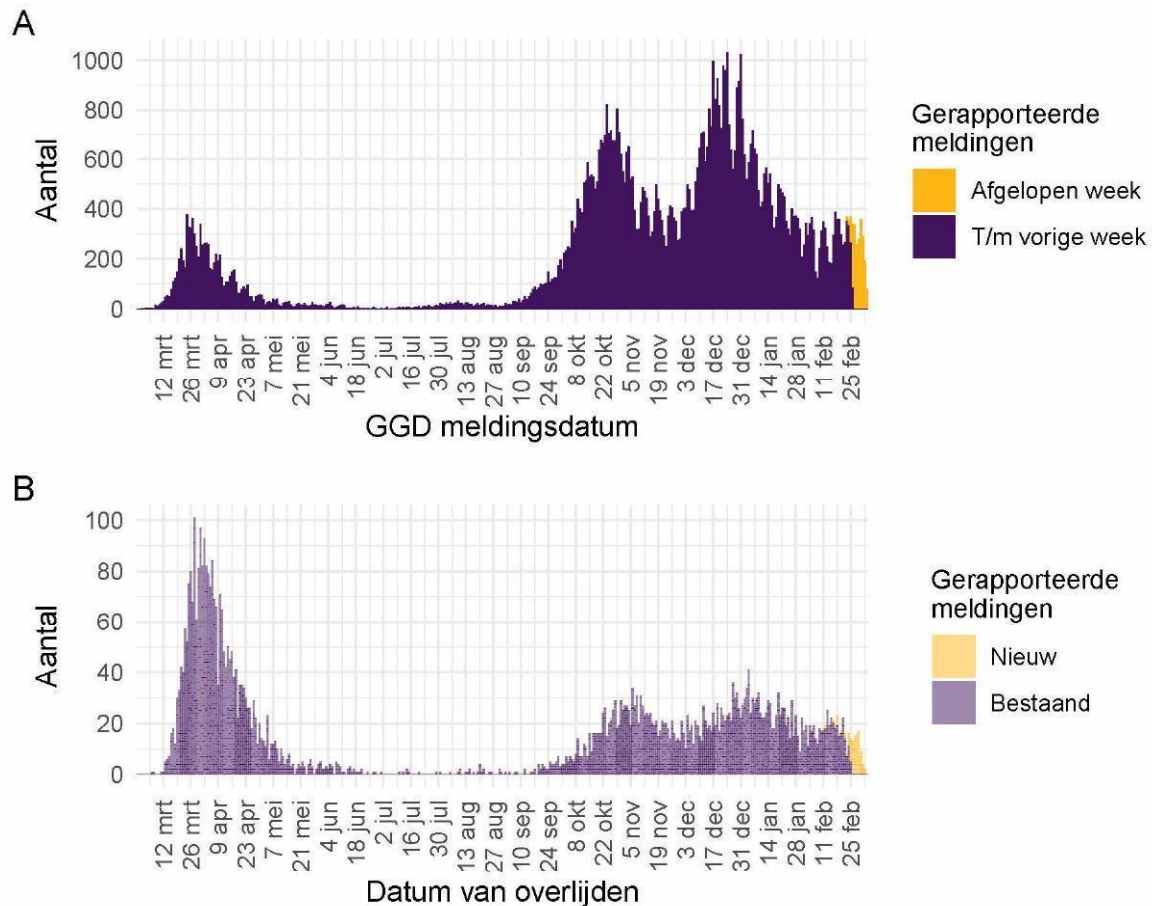 A
1000
800
600
400
200
0
Aantal
12 mrt
26 mrt
9 apr
23 apr
7 mei
21 mei
4 jun
18 jun
2 jul
16 jul
30 jul
13 aug
27 aug
10 sep
24 sep
8 okt
22 okt
5 nov
19 nov
3 dec
17 dec
31 dec
14 jan
28 jan
11 feb
25 feb
GGD meldingsdatum
Gerapporteerde
meldingen
Afgelopen week
T/m vorige week
B
100
80
60
40
20
0
Aantal
12 mrt
26 mrt
9 apr
23 apr
7 mei
21 mei
4 jun
18 jun
2 jul
16 jul
30 jul
13 aug
27 aug
10 sep
24 sep
8 okt
22 okt
5 nov
19 nov
3 dec
17 dec
31 dec
14 jan
28 jan
11 feb
25 feb
Datum van overlijden
Gerapporteerde
meldingen
Nieuw
Bestaand